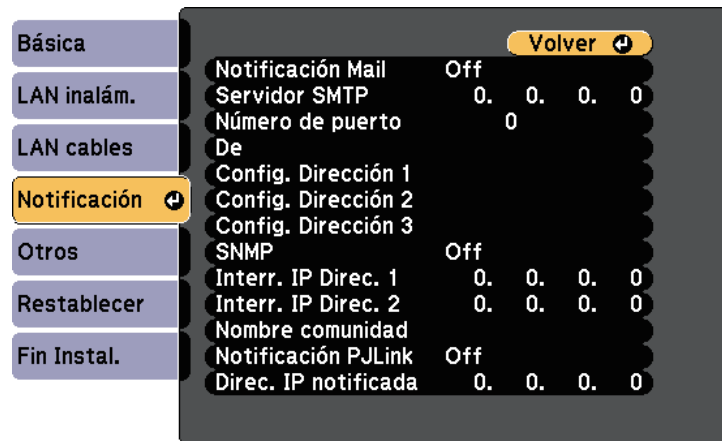 Básica
LAN inalám.
LAN cables
Notificación
Otros
Restablecer
Fin Instal.
Volver
Notificación Mail Off
Servidor SMTP 0. 0. 0. 0
Número de puerto 0
De
Config. Dirección 1
Config. Dirección 2
Config. Dirección 3
SNMP Off
Interr. IP Direc. 1 0. 0. 0. 0
Interr. IP Direc. 2 0. 0. 0. 0
Nombre comunidad
Notificación PJLink Off
Direc. IP notificada 0. 0. 0. 0